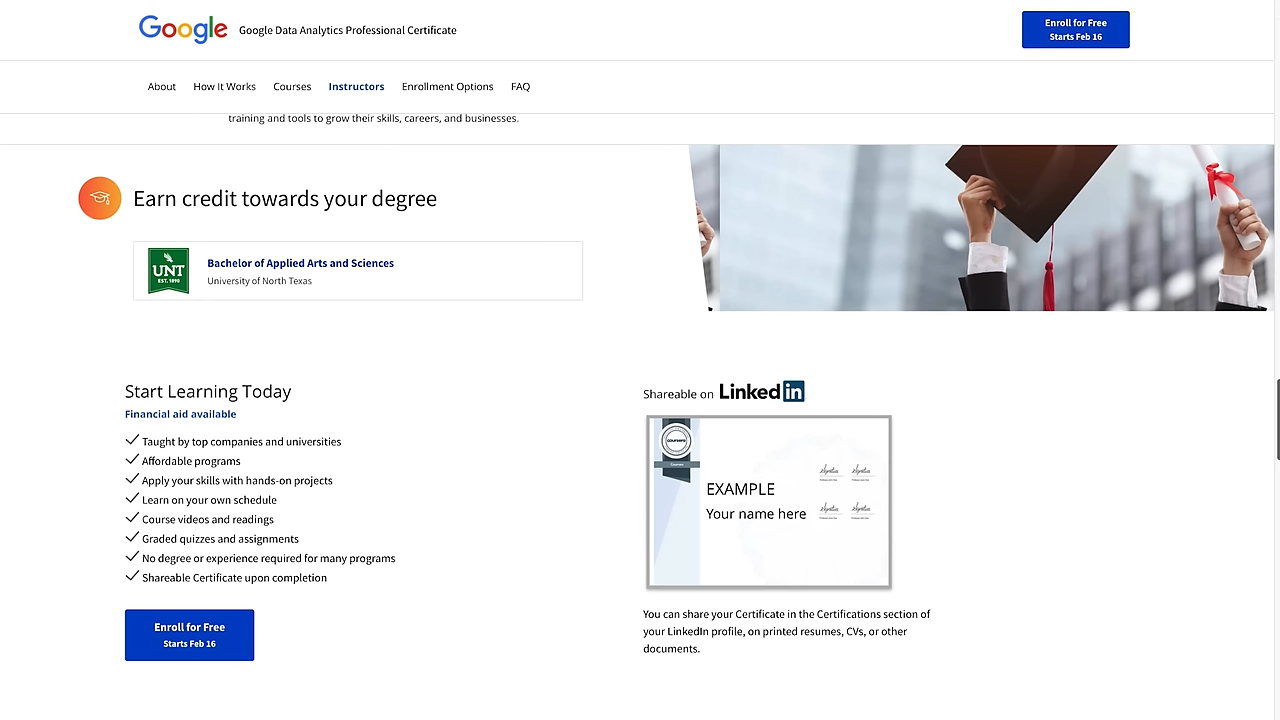 Google
Google Data Analytics Professional Certificate
Enroll for Free
Starts Feb 16
About
How It Works
Courses
Instructors
Enrollment Options
FAQ
training and tools to grow their skills, careers, and businesses.
Earn credit towards your degree
UNT
EST. 1890
Bachelor of Applied Arts and Sciences
University of North Texas
Start Learning Today
Financial aid available
Taught by top companies and universities
Affordable programs
Apply your skills with hands-on projects
Learn on your own schedule
Course videos and readings
Graded quizzes and assignments
No degree or experience required for many programs
Shareable Certificate upon completion
Enroll for Free
Starts Feb 16
Shareable on LinkedIn
coursera
EXAMPLE
Your name here
You can share your Certificate in the Certifications section of
your LinkedIn profile, on printed resumes, CVs, or other
documents.